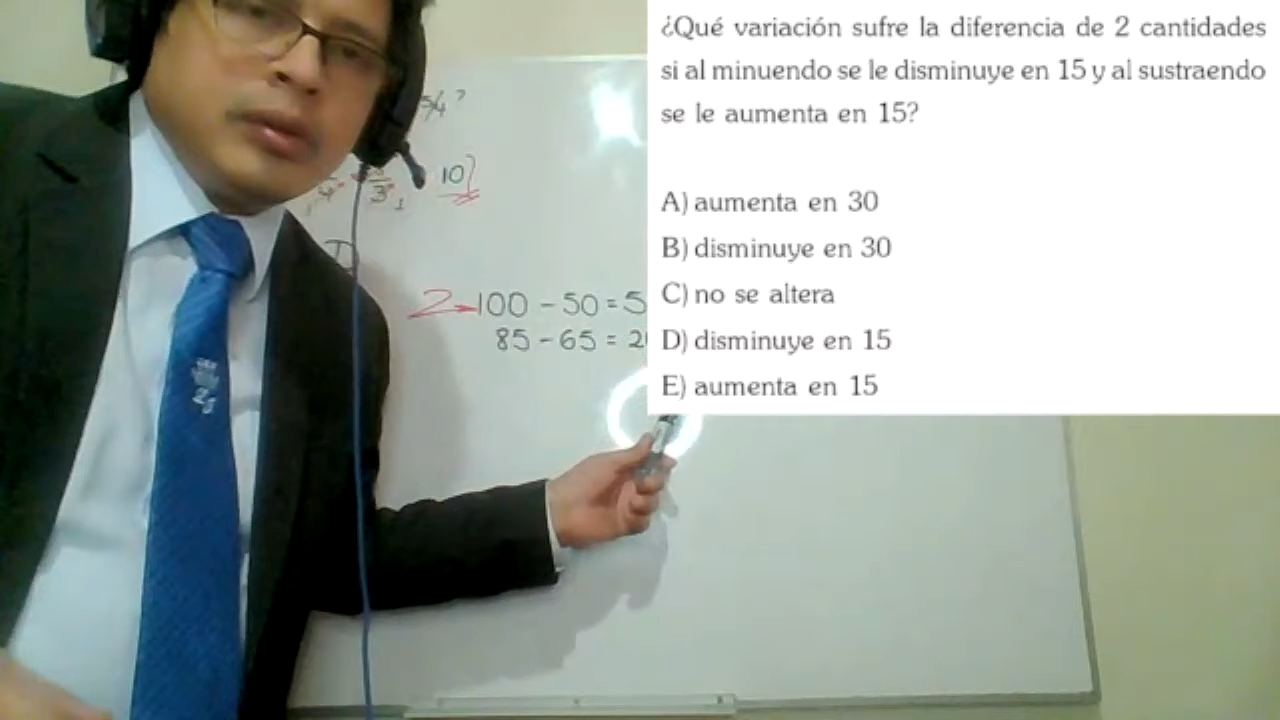 ¿Qué variación sufre la diferencia de 2 cantidades
si al minuendo se le disminuye en 15 y al sustraendo
se le aumenta en 15?
A) aumenta en 30
B) disminuye en 30
C) no se altera
D) disminuye en 15
E) aumenta en 15
10
2→100 - 50 = 5
85 - 65 = 2